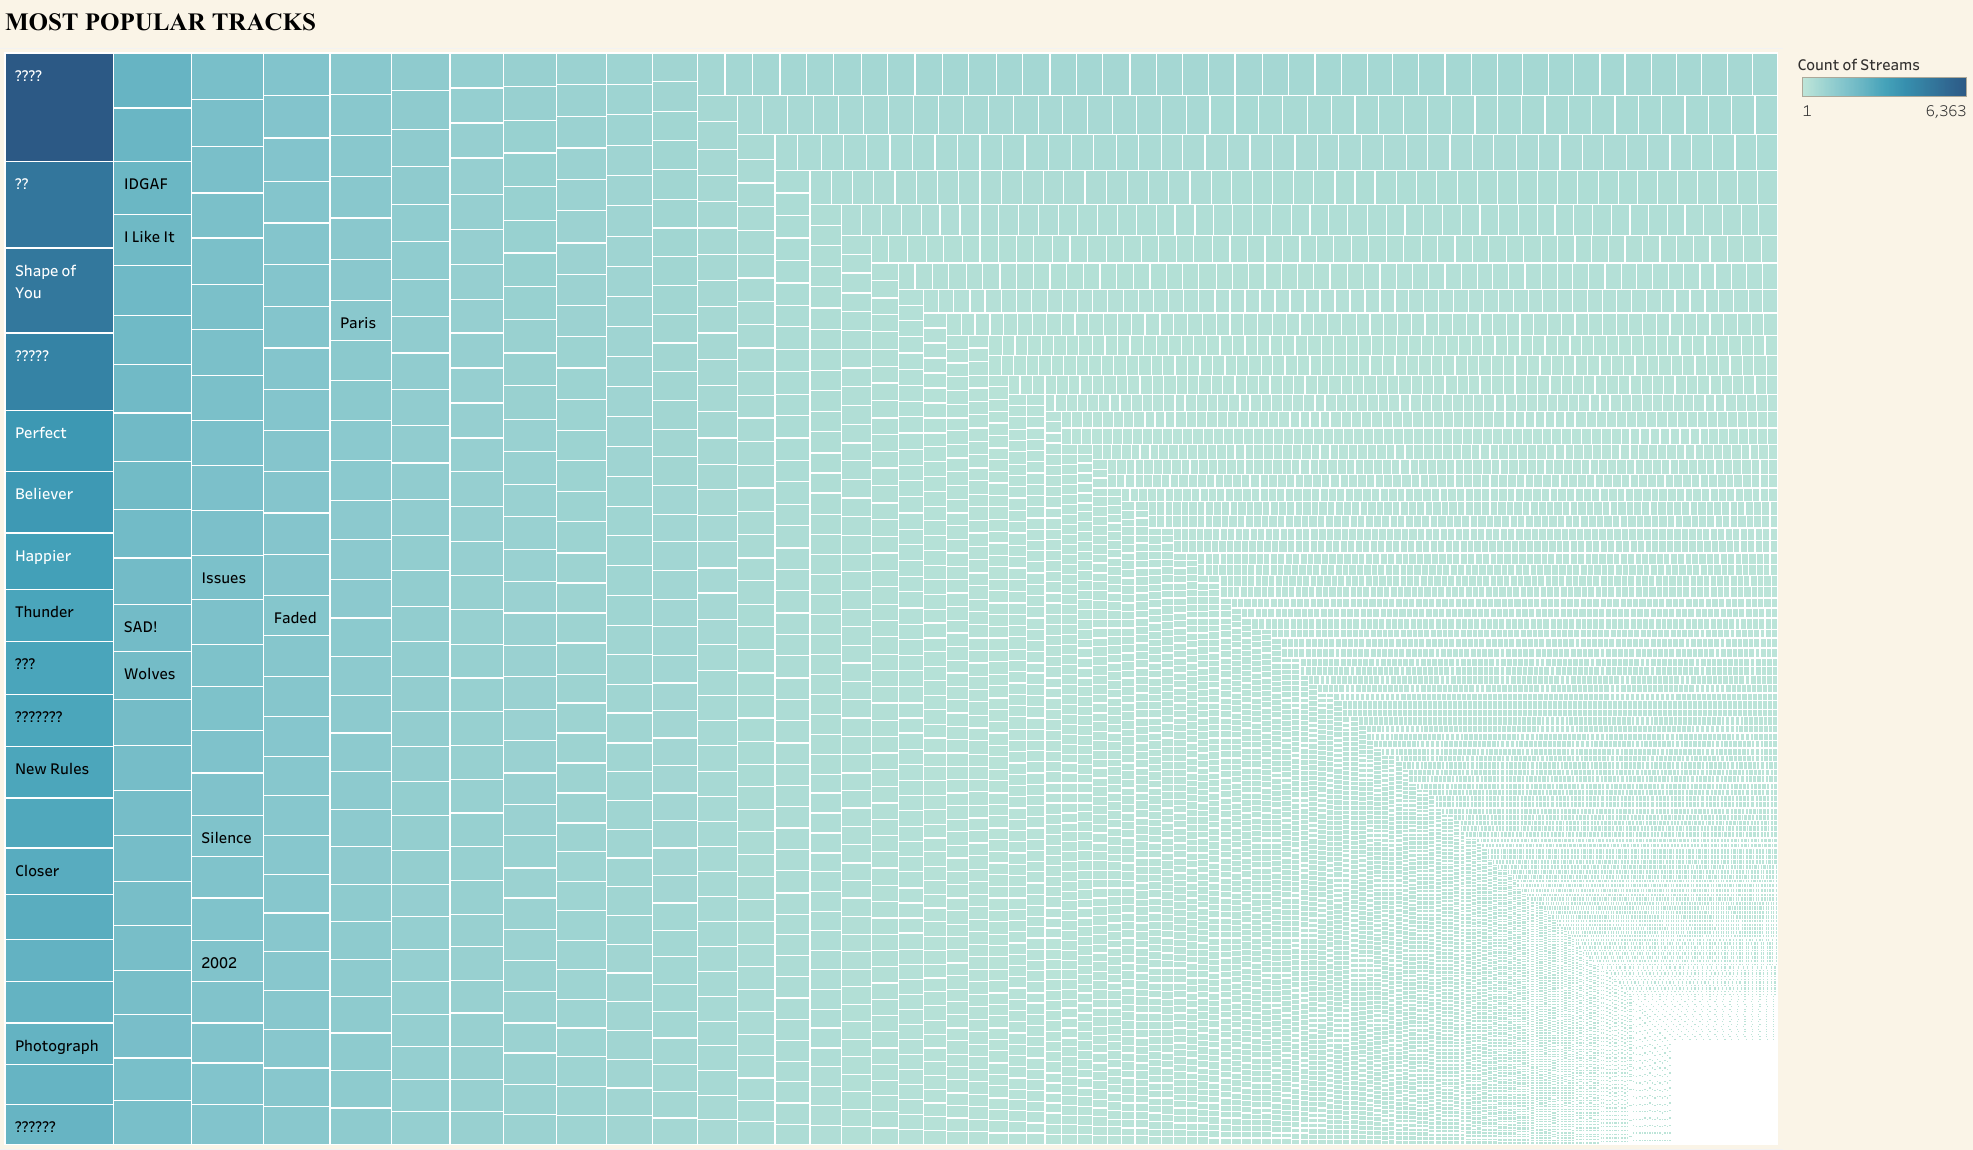 MOST POPULAR TRACKS
????
??
Shape of
You
?????
Perfect
Believer
Happier
Thunder
???
???????
New Rules
Closer
Photograph
??????
IDGAF
I Like It
SAD!
Wolves
Issues
Silence
2002
Faded
Paris
Count of Streams
1 6,363